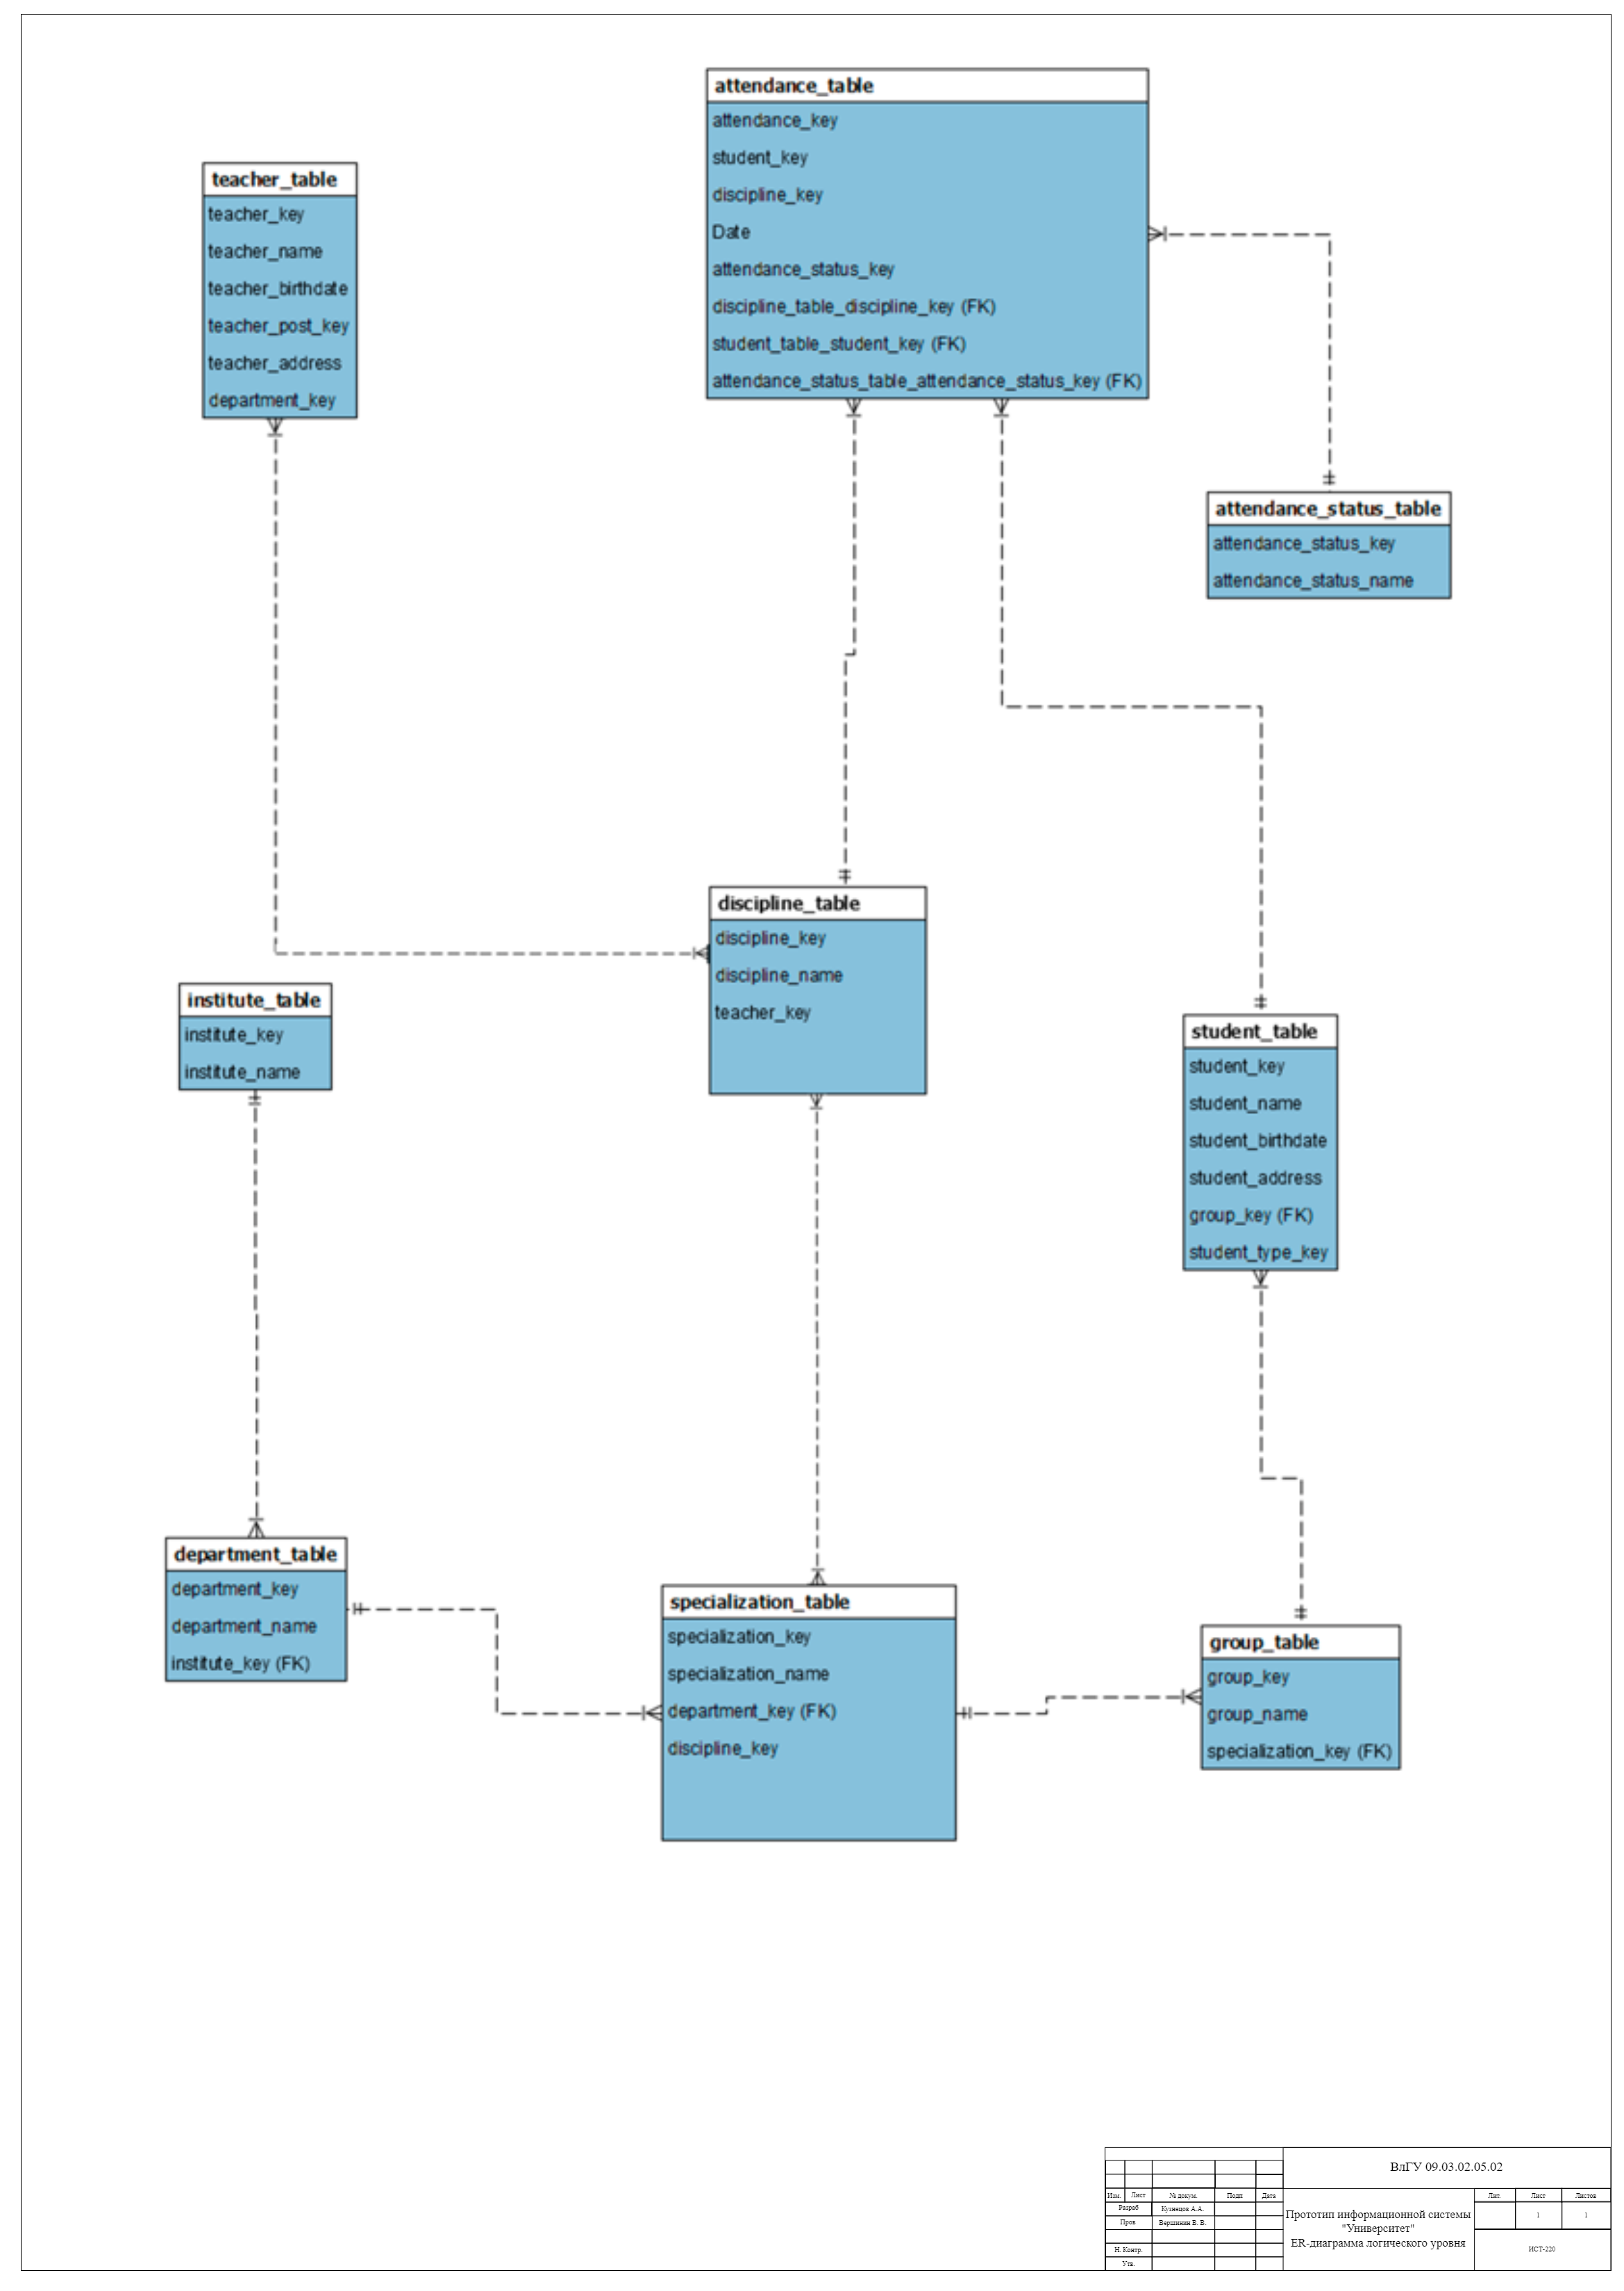 attendance_table
attendance_key
student_key
discipline_key
Date
attendance_status_key
discipline_table_discipline_key (FK)
student_table_student_key (FK)
attendance_status_table_attendance_status_key (FK)
teacher_table
teacher_key
teacher_name
teacher_birthdate
teacher_post_key
teacher_address
department_key
attendance_status_table
attendance_status_key
attendance_status_name
discipline_table
discipline_key
discipline_name
teacher_key
institute_table
institute_key
institute_name
student_table
student_key
student_name
student_birthdate
student_address
group_key (FK)
student_type_key
department_table
department_key
department_name
institute_key (FK)
specialization_table
specialization_key
specialization_name
department_key (FK)
discipline_key
group_table
group_key
group_name
specialization_key (FK)
ВлГУ 09.03.02.05.02
Изм. Лист № докум. Подп Дата
Разраб Кузнецов А.А.
Пров Вершинин В. В.
Н. Контр.
Утв.
Прототип информационной системы
"Университет"
ER-диаграмма логического уровня
Лит. Лист Листов
1 1
ИСТ-220